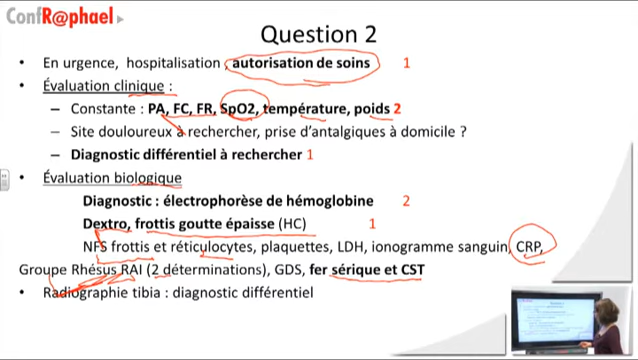 ConfR@phael
Question 2
• En urgence, hospitalisation , autorisation de soins 1
• Évaluation clinique :
– Constante : PA, FC, FR, SpO2, température, poids 2
– Site douloureux à rechercher, prise d'antalgiques à domicile ?
– Diagnostic différentiel à rechercher 1
• Évaluation biologique
Diagnostic : électrophorèse de hémoglobine 2
Dextro, frottis goutte épaisse (HC) 1
NFS frottis et réticulocytes, plaquettes, LDH, ionogramme sanguin, CRP,
Groupe Rhésus RAI (2 déterminations), GDS, fer sérique et CST
• Radiographie tibia : diagnostic différentiel